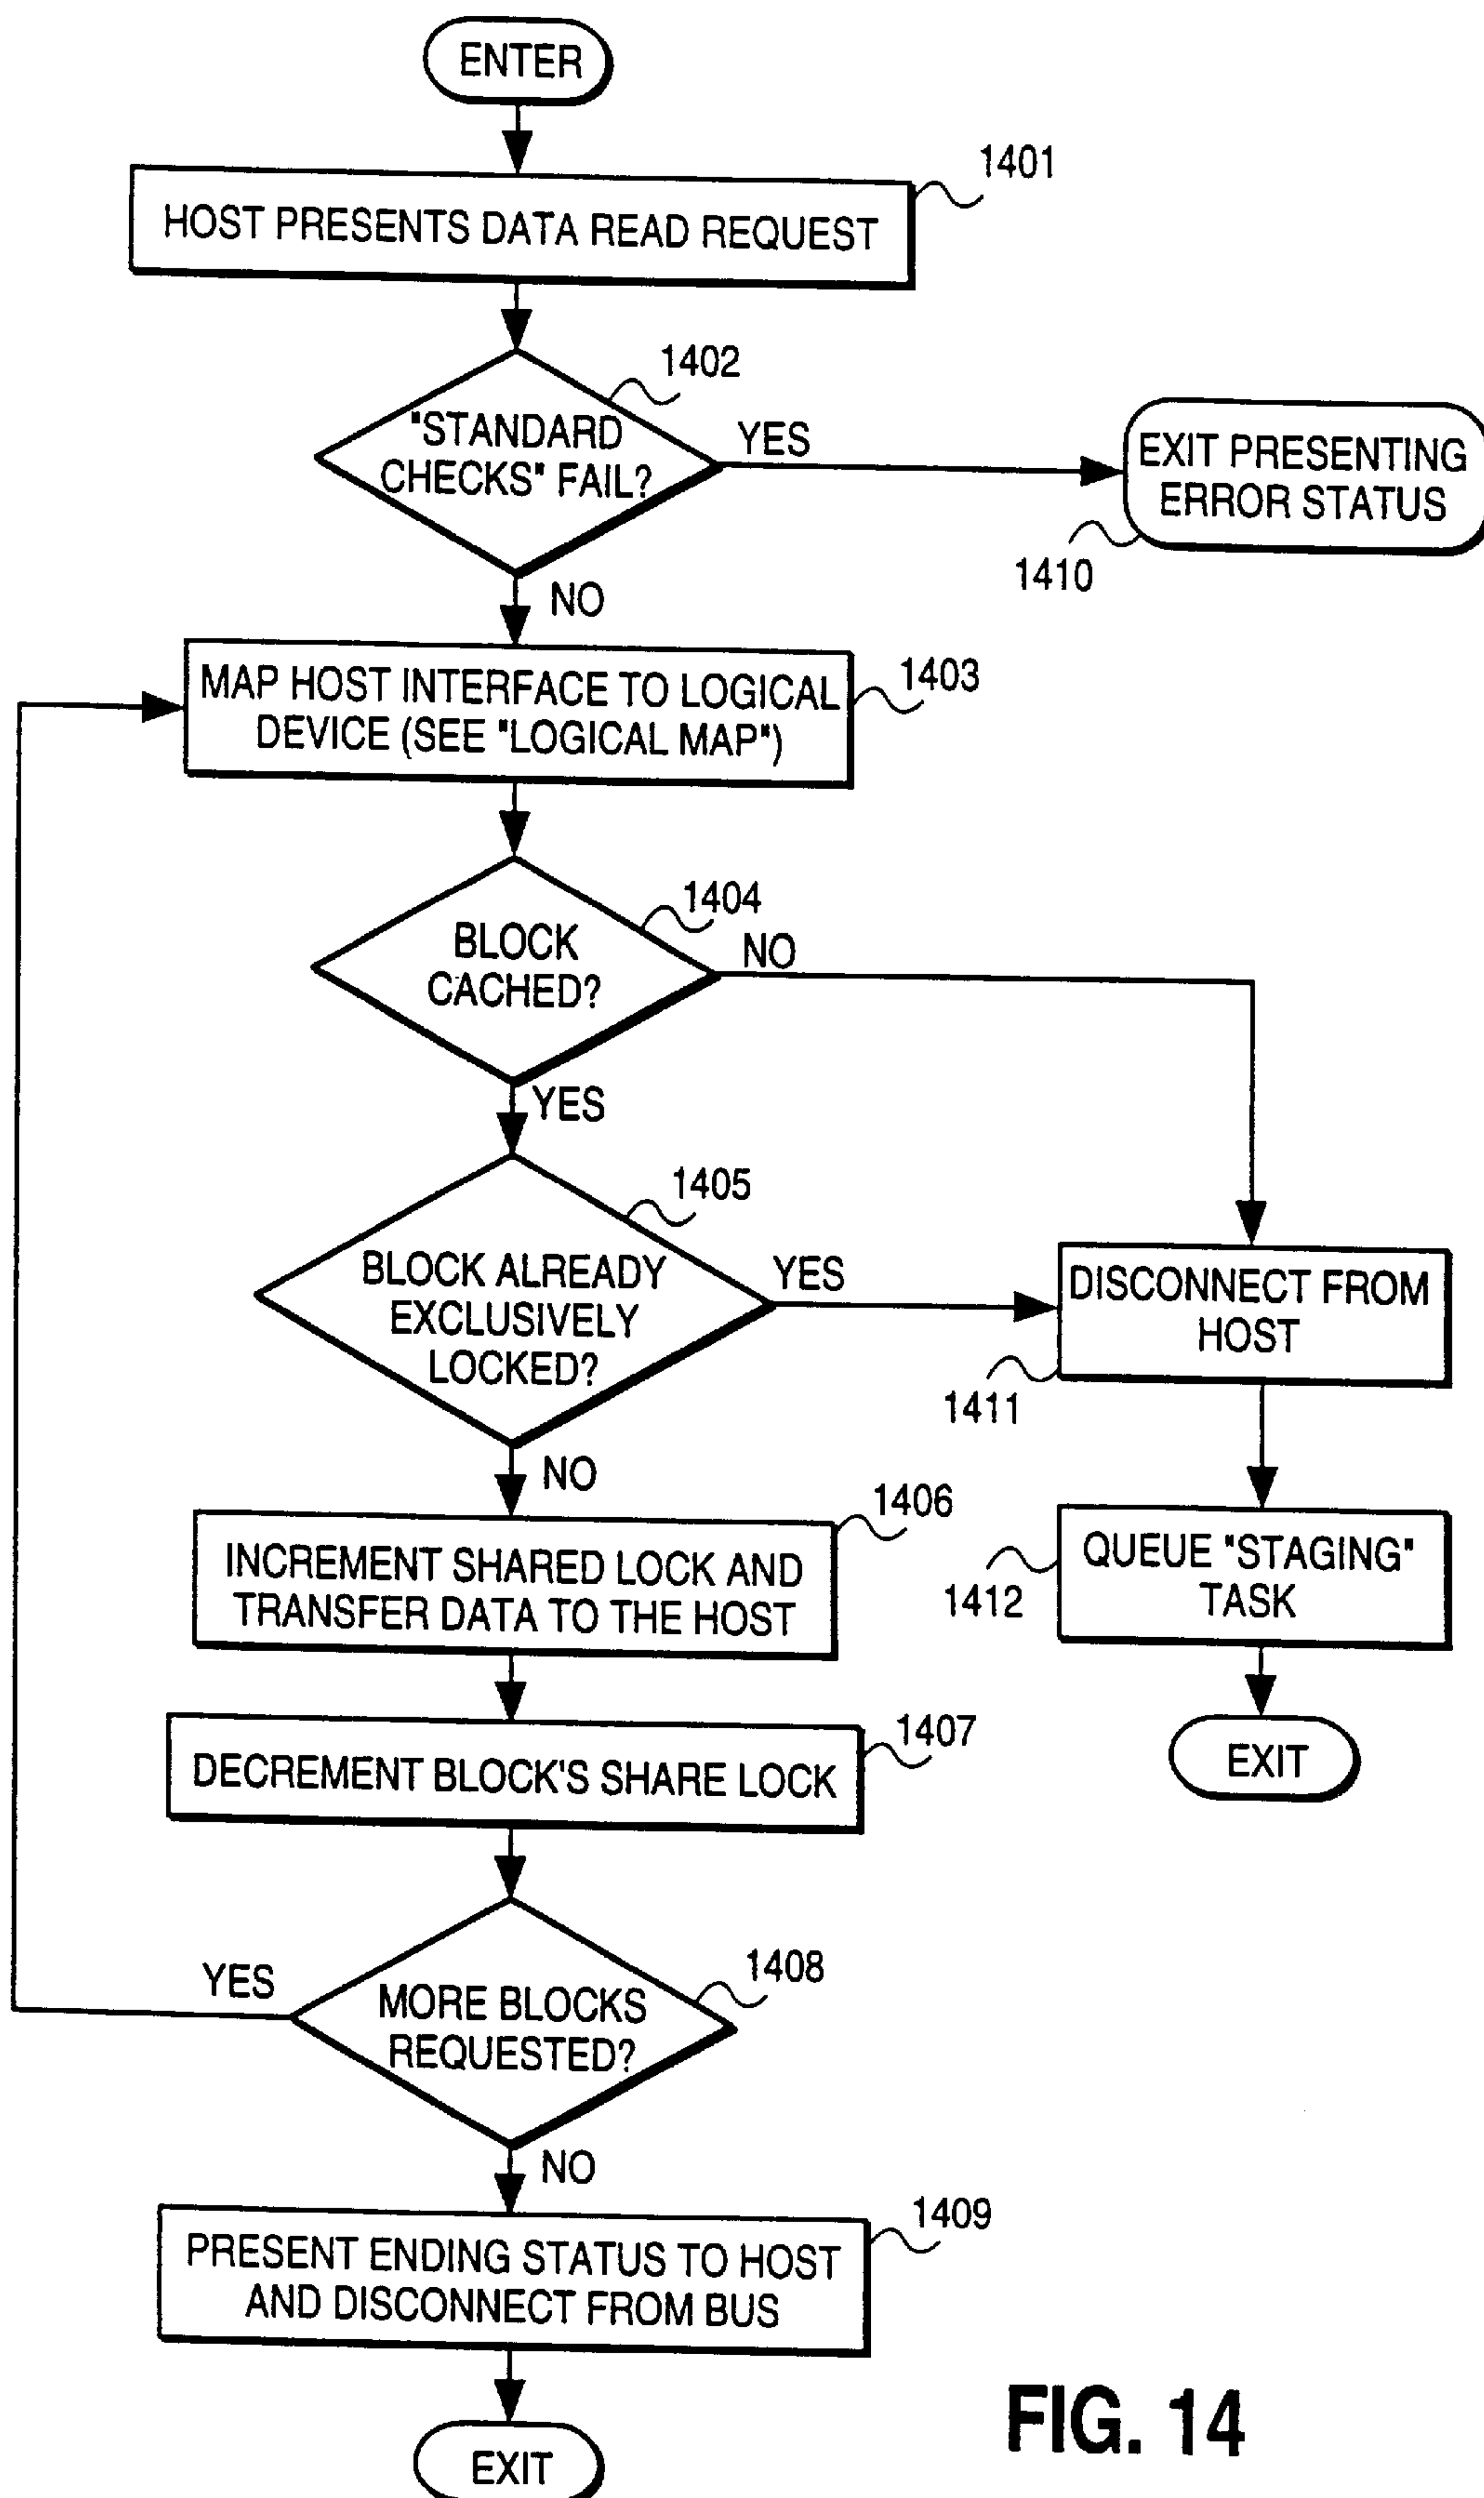 ENTER
1401
HOST PRESENTS DATA READ REQUEST
1402
"STANDARD
CHECKS" FAIL?
YES
EXIT PRESENTING
ERROR STATUS
1410
NO
MAP HOST INTERFACE TO LOGICAL
DEVICE (SEE "LOGICAL MAP")
1403
1404
BLOCK
CACHED?
NO
YES
1405
BLOCK ALREADY
EXCLUSIVELY
LOCKED?
YES
DISCONNECT FROM
HOST
1411
NO
1406
INCREMENT SHARED LOCK AND
TRANSFER DATA TO THE HOST
QUEUE "STAGING"
TASK
1412
1407
DECREMENT BLOCK'S SHARE LOCK
EXIT
1408
YES
MORE BLOCKS
REQUESTED?
NO
1409
PRESENT ENDING STATUS TO HOST
AND DISCONNECT FROM BUS
EXIT
FIG. 14